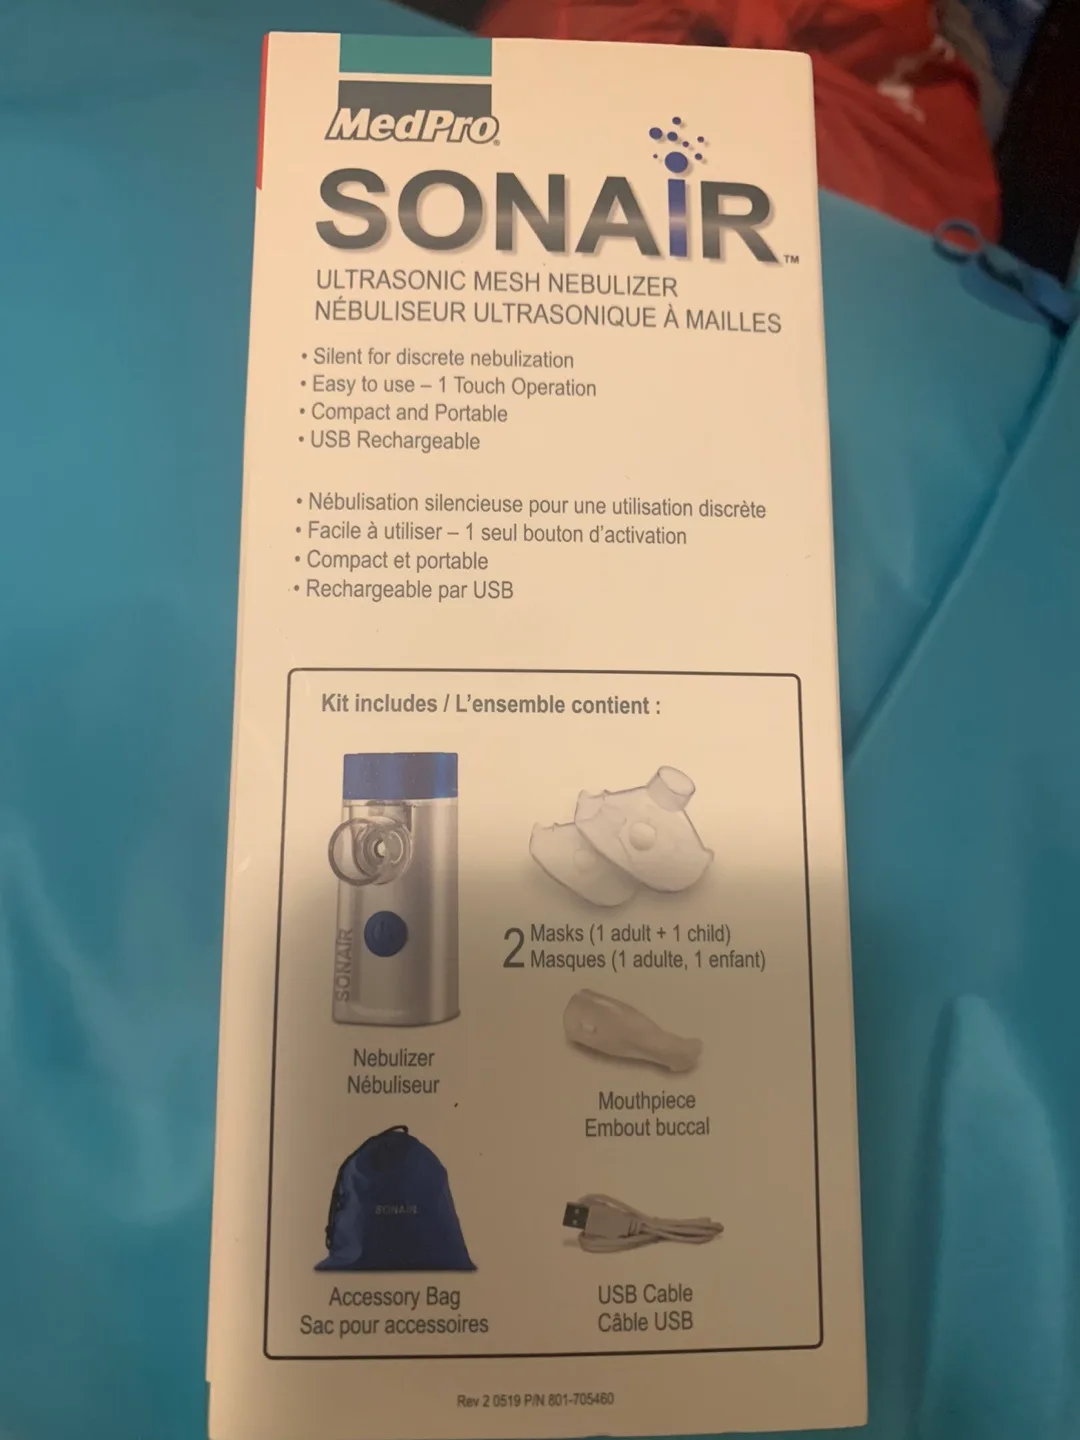 MedPro®
SONAIR™
ULTRASONIC MESH NEBULIZER
NÉBULISEUR ULTRASONIQUE À MAILLES
• Silent for discrete nebulization
• Easy to use – 1 Touch Operation
• Compact and Portable
• USB Rechargeable
• Nébulisation silencieuse pour une utilisation discrète
• Facile à utiliser – 1 seul bouton d'activation
• Compact et portable
• Rechargeable par USB
Kit includes / L'ensemble contient :
SONAIR
Nebulizer
Nébuliseur
2 Masks (1 adult + 1 child)
Masques (1 adulte, 1 enfant)
Mouthpiece
Embout buccal
SONAIR
Accessory Bag
Sac pour accessoires
USB Cable
Câble USB
Rev 2 0519 P/N 801-705460